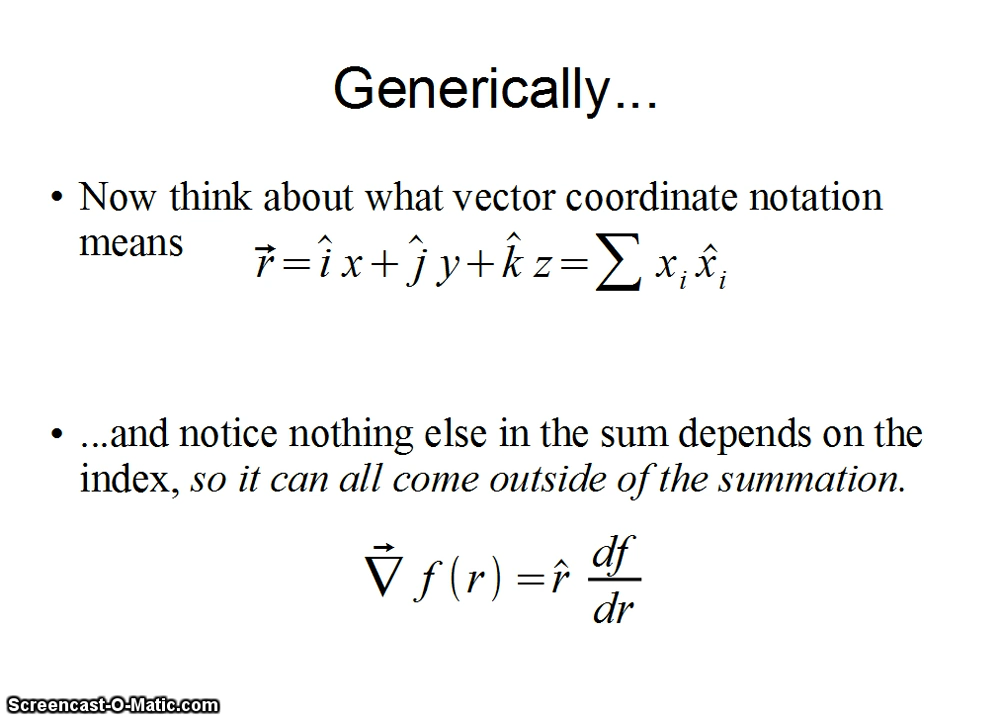 Generically...
• Now think about what vector coordinate notation
means
r⃗ = î x + ĵ y + k̂ z = ∑ xᵢ x̂ᵢ
• ...and notice nothing else in the sum depends on the
index, so it can all come outside of the summation.
∇⃗ f (r) = r̂ df/dr
Screencast-O-Matic.com